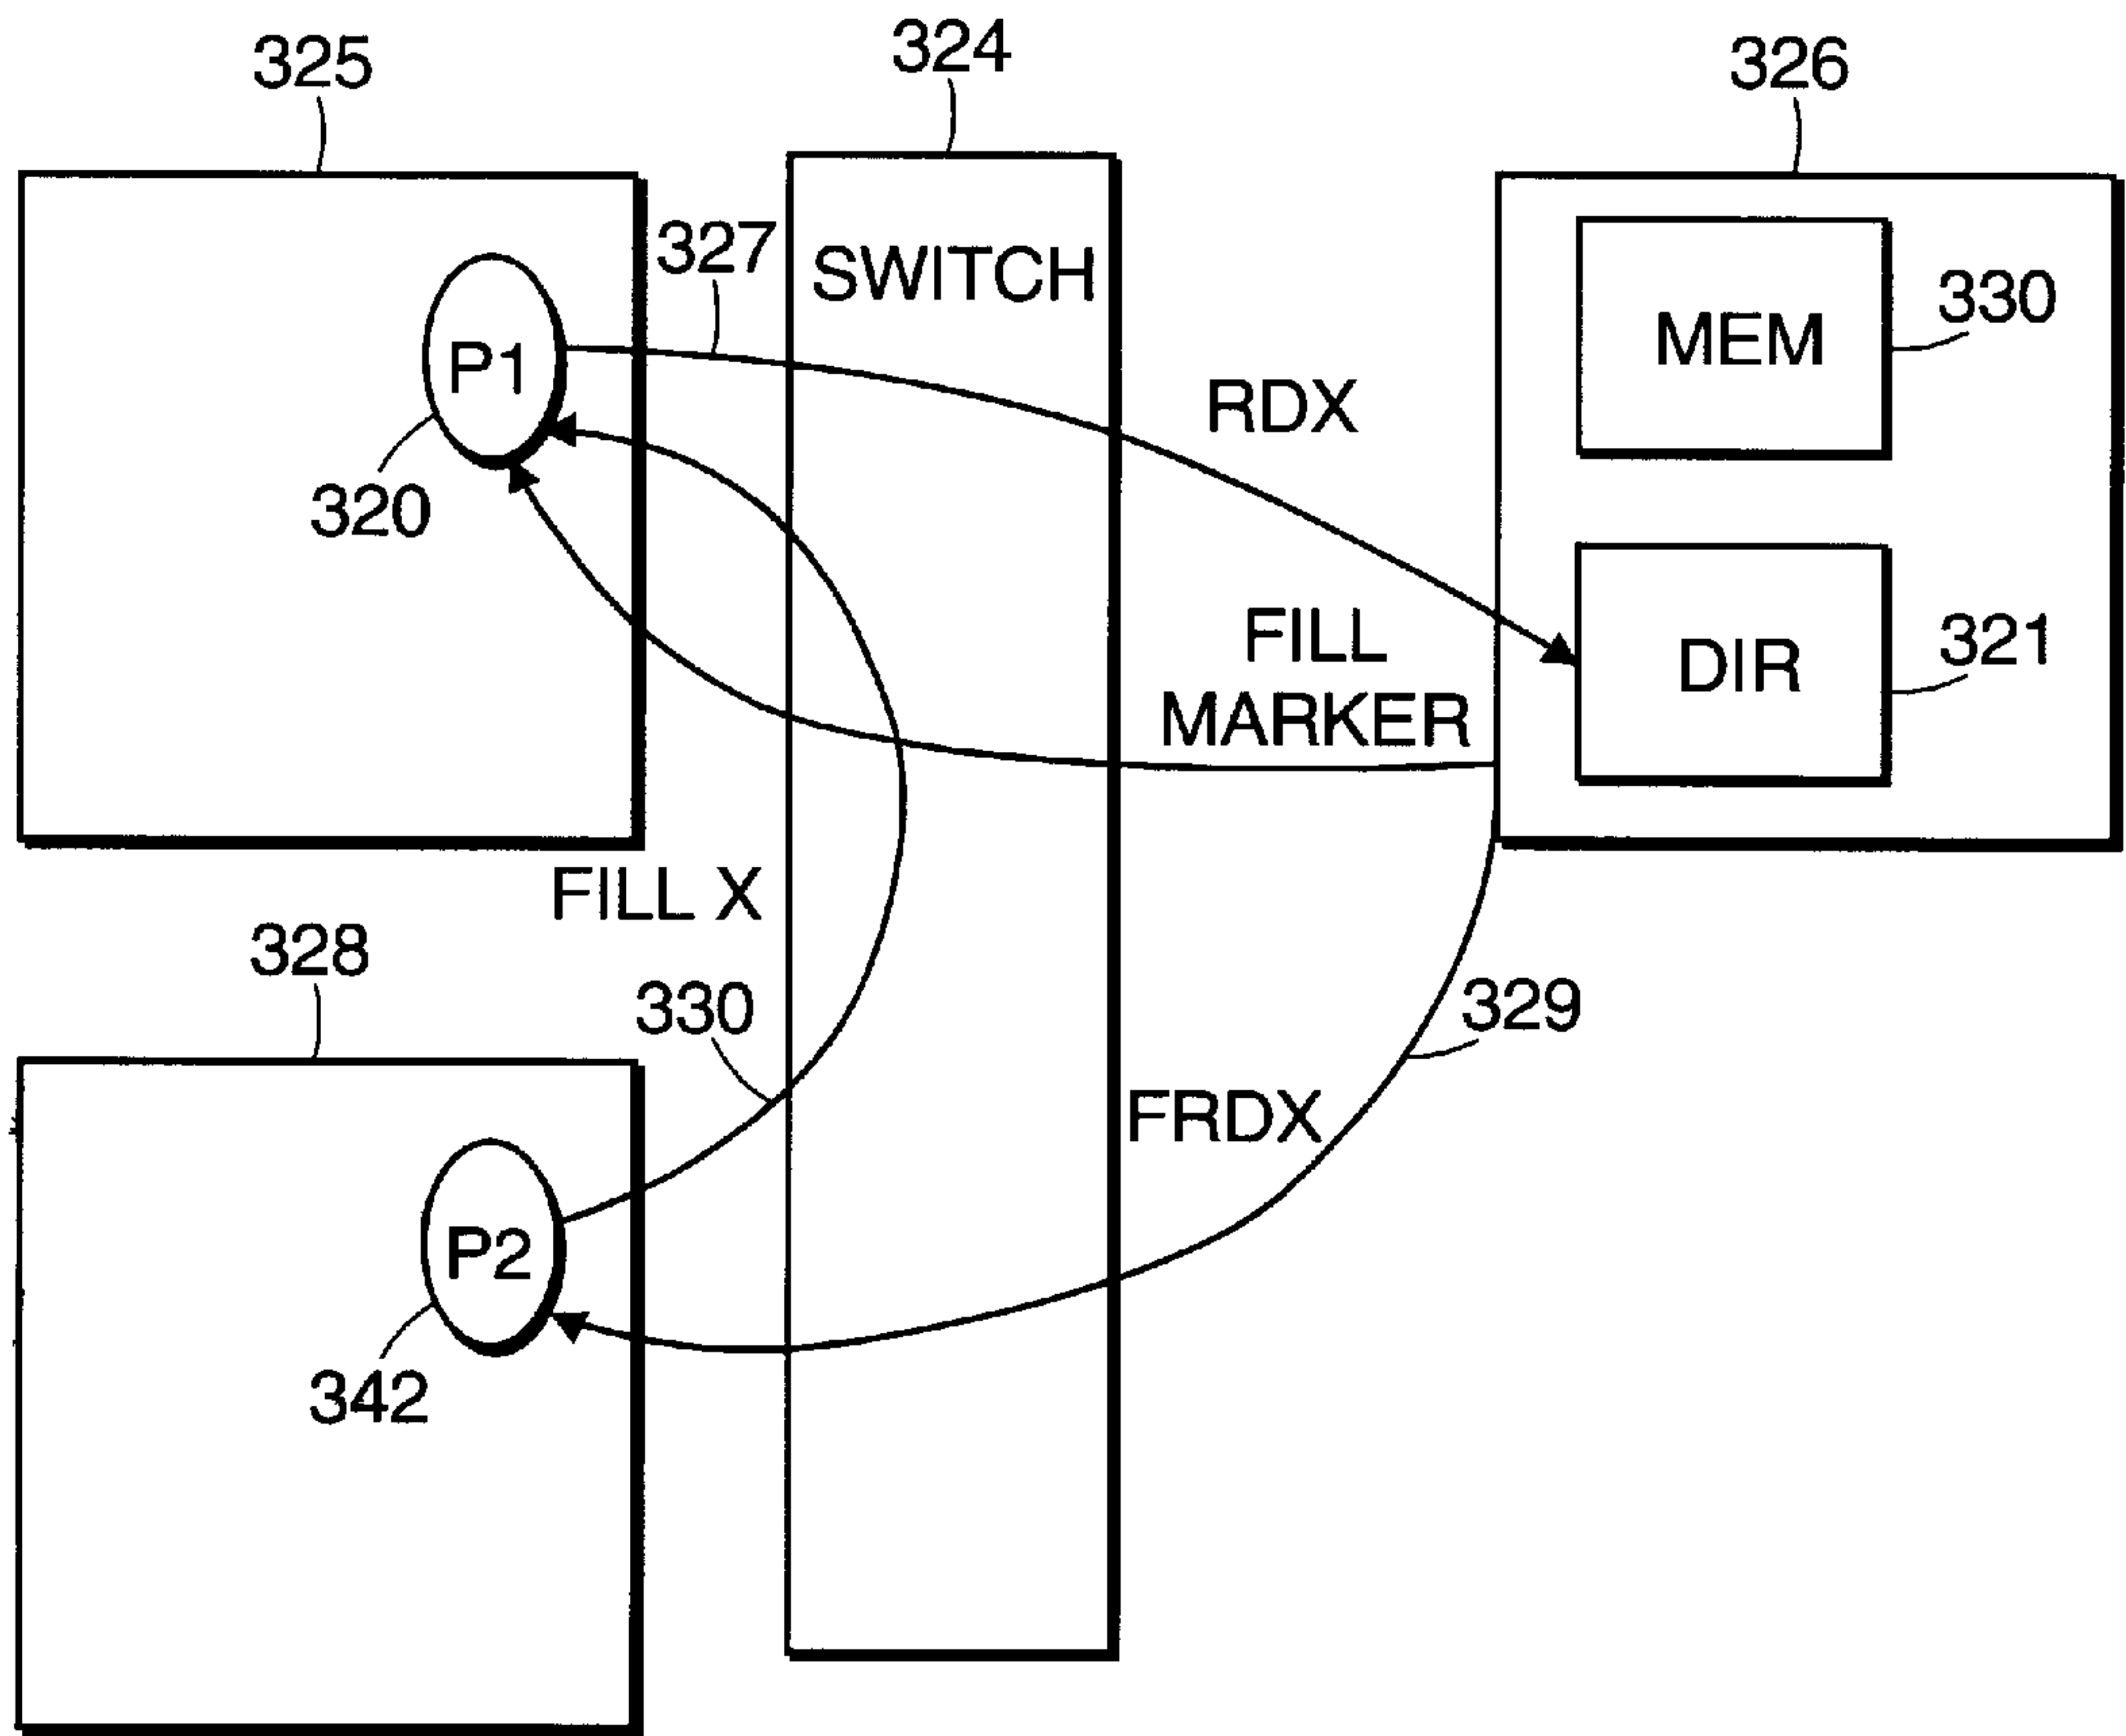 325
324
326
327
SWITCH
MEM
330
P1
RDX
320
FILL
MARKER
DIR
321
FILL X
328
330
329
FRDX
P2
342